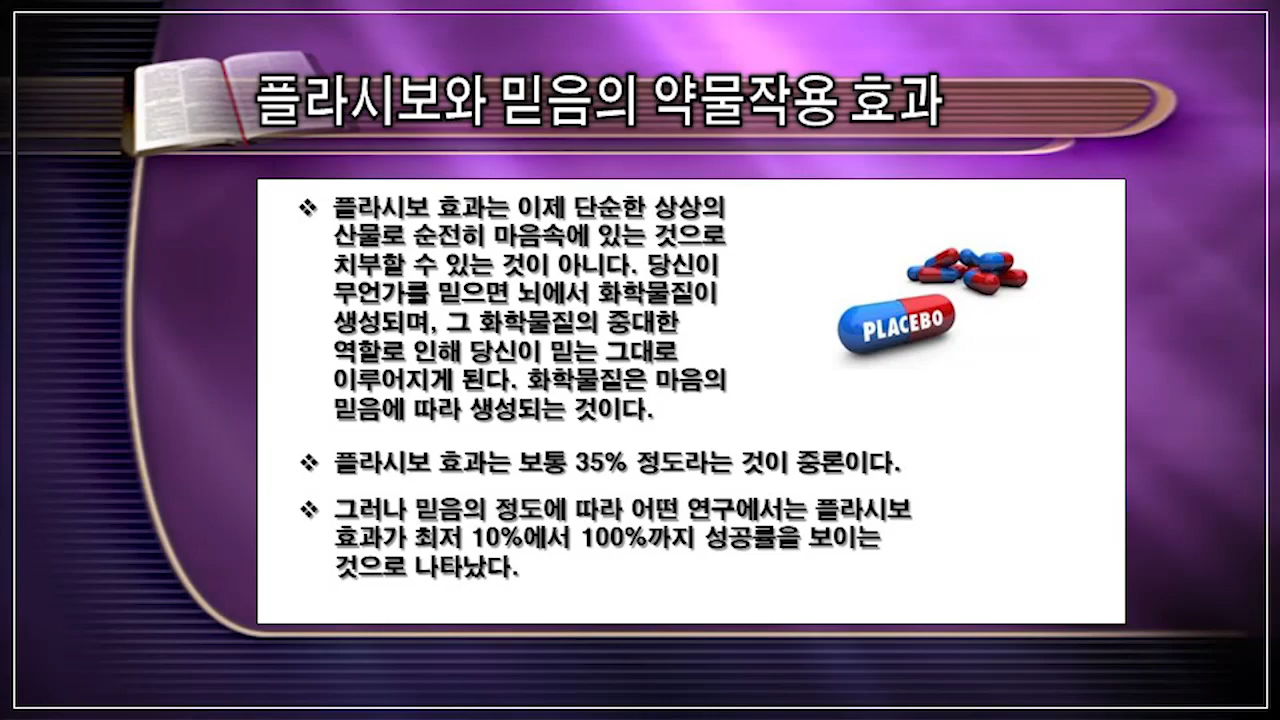 플라시보와 믿음의 약물작용 효과
❖ 플라시보 효과는 이제 단순한 상상의
산물로 순전히 마음속에 있는 것으로
치부할 수 있는 것이 아니다. 당신이
무언가를 믿으면 뇌에서 화학물질이
생성되며, 그 화학물질의 중대한
역할로 인해 당신이 믿는 그대로
이루어지게 된다. 화학물질은 마음의
믿음에 따라 생성되는 것이다.
PLACEBO
❖ 플라시보 효과는 보통 35% 정도라는 것이 중론이다.
❖ 그러나 믿음의 정도에 따라 어떤 연구에서는 플라시보
효과가 최저 10%에서 100%까지 성공률을 보이는
것으로 나타났다.